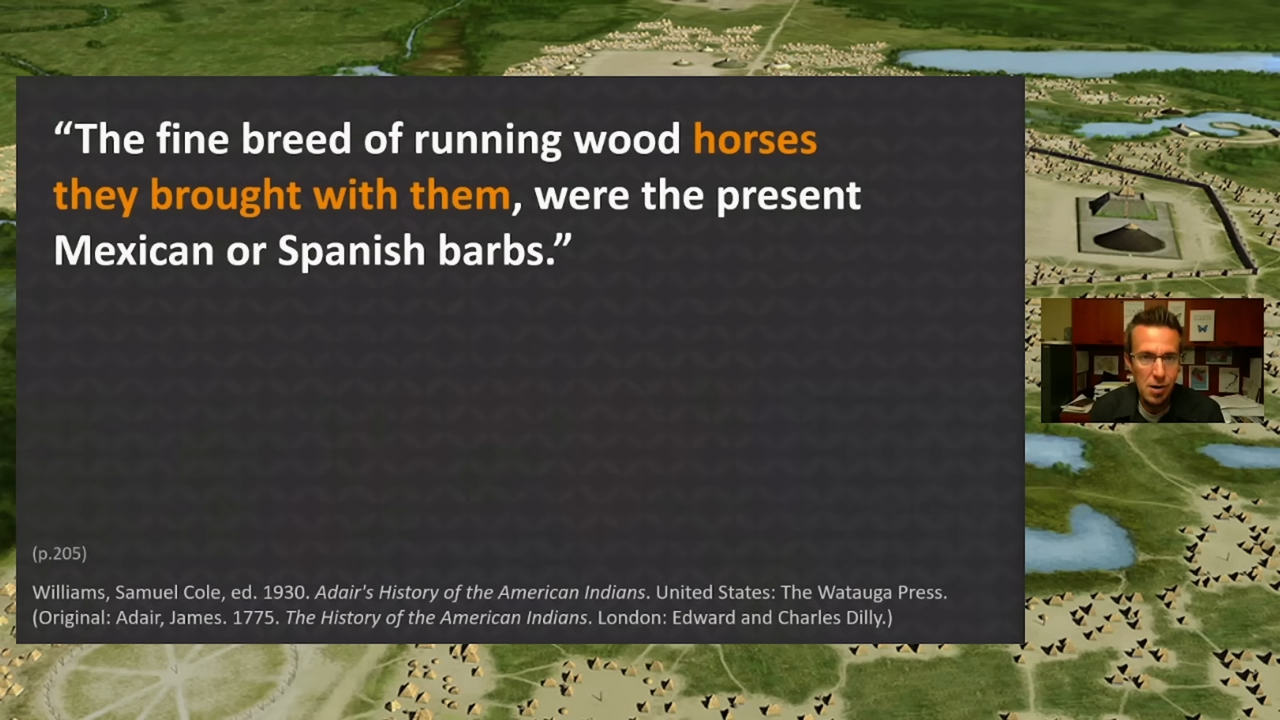 “The fine breed of running wood horses
they brought with them, were the present
Mexican or Spanish barbs.”
(p.205)
Williams, Samuel Cole, ed. 1930. Adair's History of the American Indians. United States: The Watauga Press.
(Original: Adair, James. 1775. The History of the American Indians. London: Edward and Charles Dilly.)